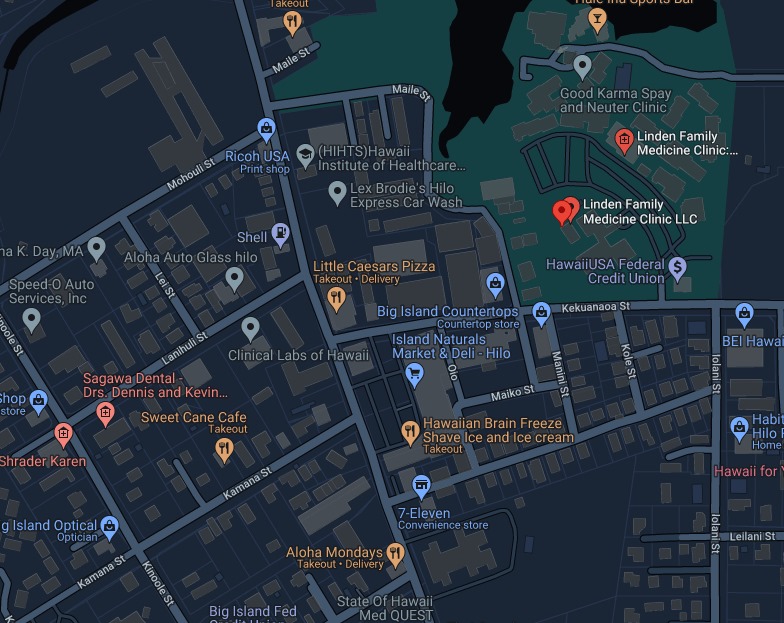 Takeout
Hale Inu Sports Bar
Maile St
Maile St
Good Karma Spay
and Neuter Clinic
Linden Family
Medicine Clinic:...
Ricoh USA
Print shop
(HIHTS)Hawaii
Institute of Healthcare...
Mohouli St
Lex Brodie's Hilo
Express Car Wash
Linden Family
Medicine Clinic LLC
Shell
na K. Day, MA
Aloha Auto Glass hilo
Little Caesars Pizza
Takeout • Delivery
HawaiiUSA Federal
Credit Union
Speed-O Auto
Services, Inc
Lei St
Big Island Countertops
Countertop store
Kekuanaoa St
Kinoole St
Lanihuli St
Clinical Labs of Hawaii
Island Naturals
Market & Deli - Hilo
BEI Hawai
Olo
Manini St
Kole St
Iolani St
Sagawa Dental -
Drs. Dennis and Kevin...
Maiko St
Shop
store
Sweet Cane Cafe
Takeout
Hawaiian Brain Freeze
Shave Ice and Ice cream
Takeout
Habit
Hilo R
Home
Shrader Karen
Hawaii for Y
Kamana St
7-Eleven
Convenience store
g Island Optical
Optician
Iolani St
Leilani St
Aloha Mondays
Takeout • Delivery
Kamana St
Kinoole St
State Of Hawaii
Med QUEST
Big Island Fed
Credit Union